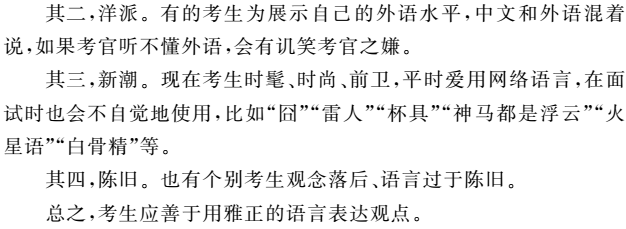 其二,洋派。有的考生为展示自己的外语水平,中文和外语混着
说,如果考官听不懂外语,会有讥笑考官之嫌。
其三,新潮。现在考生时髦、时尚、前卫,平时爱用网络语言,在面
试时也会不自觉地使用,比如“囧”“雷人”“杯具”“神马都是浮云”“火
星语”“白骨精”等。
其四,陈旧。也有个别考生观念落后、语言过于陈旧。
总之,考生应善于用雅正的语言表达观点。